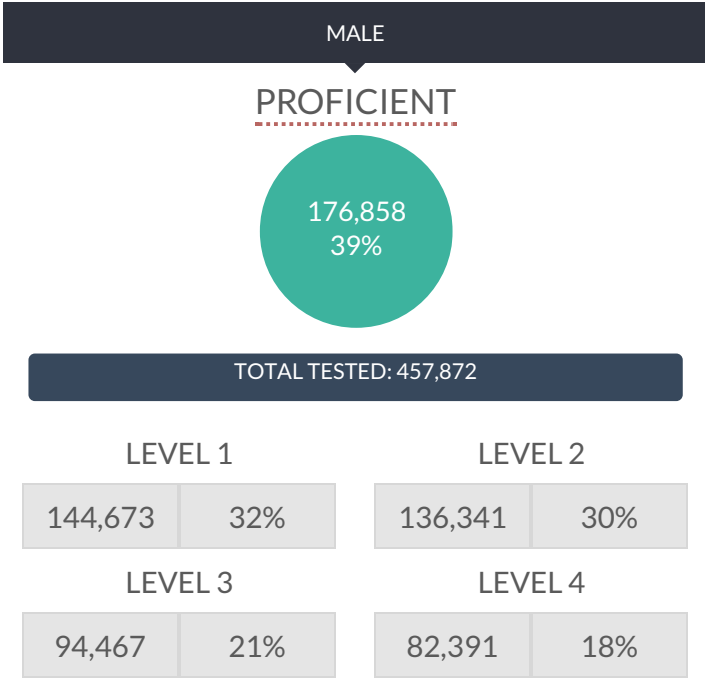 MALE
PROFICIENT
176,858
39%
TOTAL TESTED: 457,872
LEVEL 1
144,673 32%
LEVEL 2
136,341 30%
LEVEL 3
94,467 21%
LEVEL 4
82,391 18%